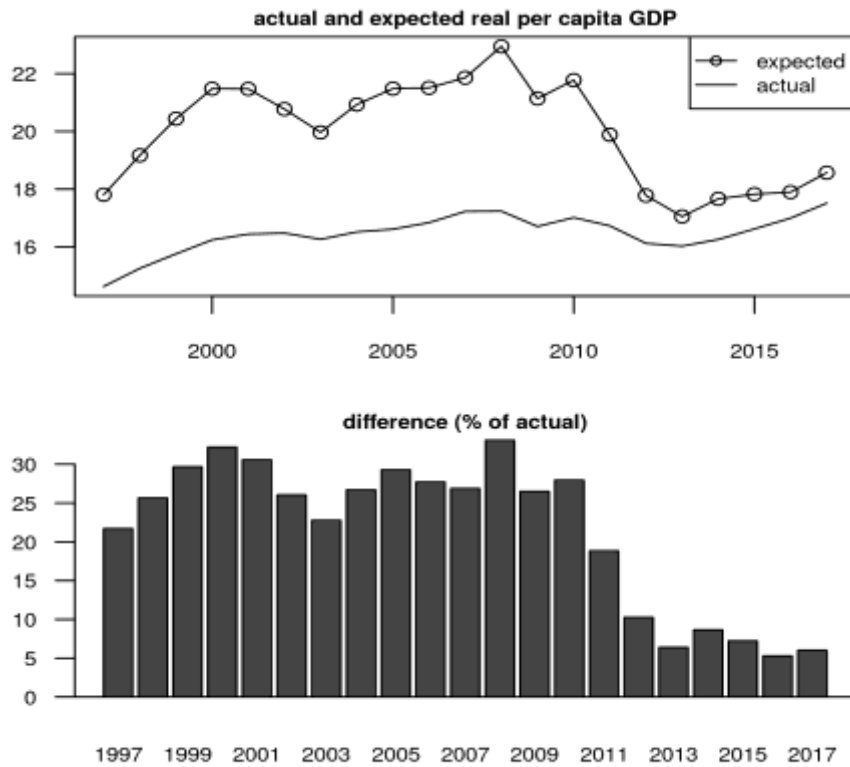 actual and expected real per capita GDP
expected
actual
22
20
18
16
2000 2005 2010 2015
difference (% of actual)
30
25
20
15
10
5
0
1997 1999 2001 2003 2005 2007 2009 2011 2013 2015 2017